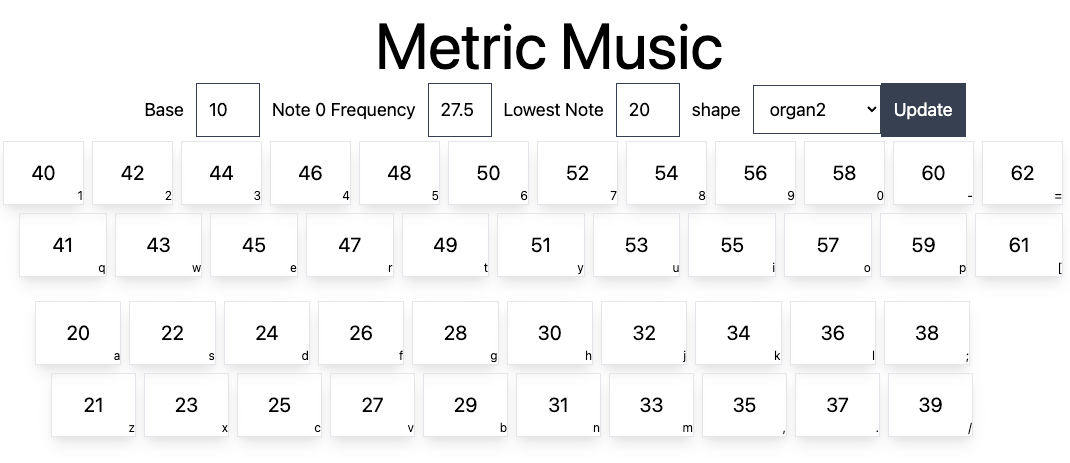 Metric Music
Base 10 Note 0 Frequency 27.5 Lowest Note 20 shape organ2 Update
40 1 42 2 44 3 46 4 48 5 50 6 52 7 54 8 56 9 58 0 60 - 62 =
41 q 43 w 45 e 47 r 49 t 51 y 53 u 55 i 57 o 59 p 61 [
20 a 22 s 24 d 26 f 28 g 30 h 32 j 34 k 36 l 38 ;
21 z 23 x 25 c 27 v 29 b 31 n 33 m 35 , 37 . 39 /